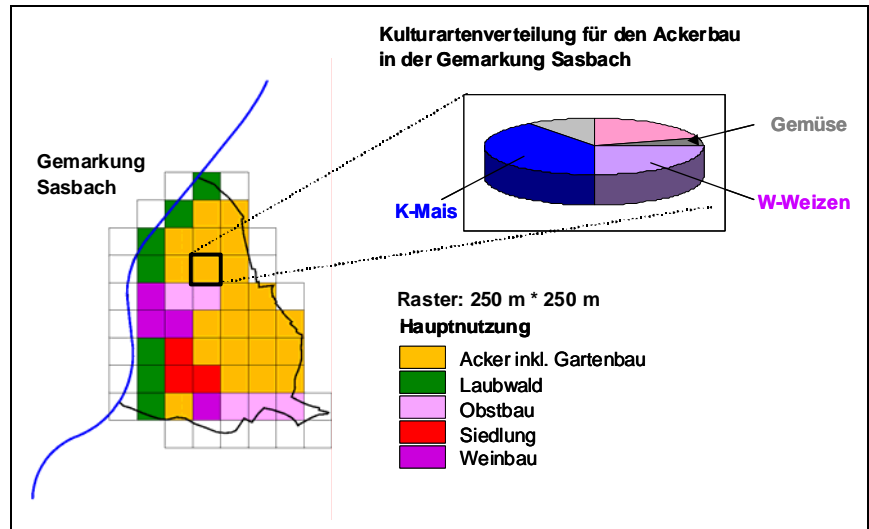 Kulturartenverteilung für den Ackerbau
in der Gemarkung Sasbach
Gemüse
Gemarkung
Sasbach
K-Mais
W-Weizen
Raster: 250 m * 250 m
Hauptnutzung
Acker inkl. Gartenbau
Laubwald
Obstbau
Siedlung
Weinbau